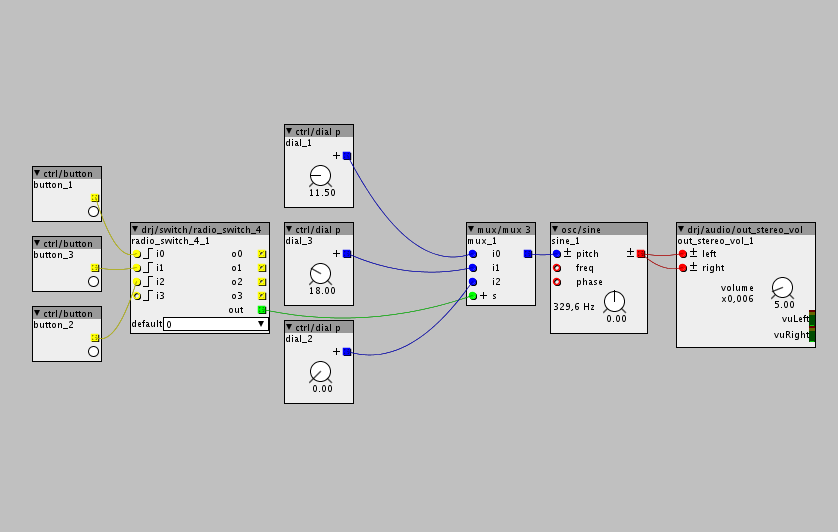 ctrl/dial p
dial_1
+
11.50
ctrl/button
button_1
ctrl/button
button_3
ctrl/button
button_2
drj/switch/radio_switch_4
radio_switch_4_1
i0 o0
i1 o1
i2 o2
i3 o3
out
default 0
ctrl/dial p
dial_3
+
18.00
ctrl/dial p
dial_2
+
0.00
mux/mux 3
mux_1
i0
i1
i2
+ s
osc/sine
sine_1
± pitch ±
freq
phase
329,6 Hz
0.00
drj/audio/out_stereo_vol
out_stereo_vol_1
± left
± right
volume
x0,006
5.00
vuLeft
vuRight